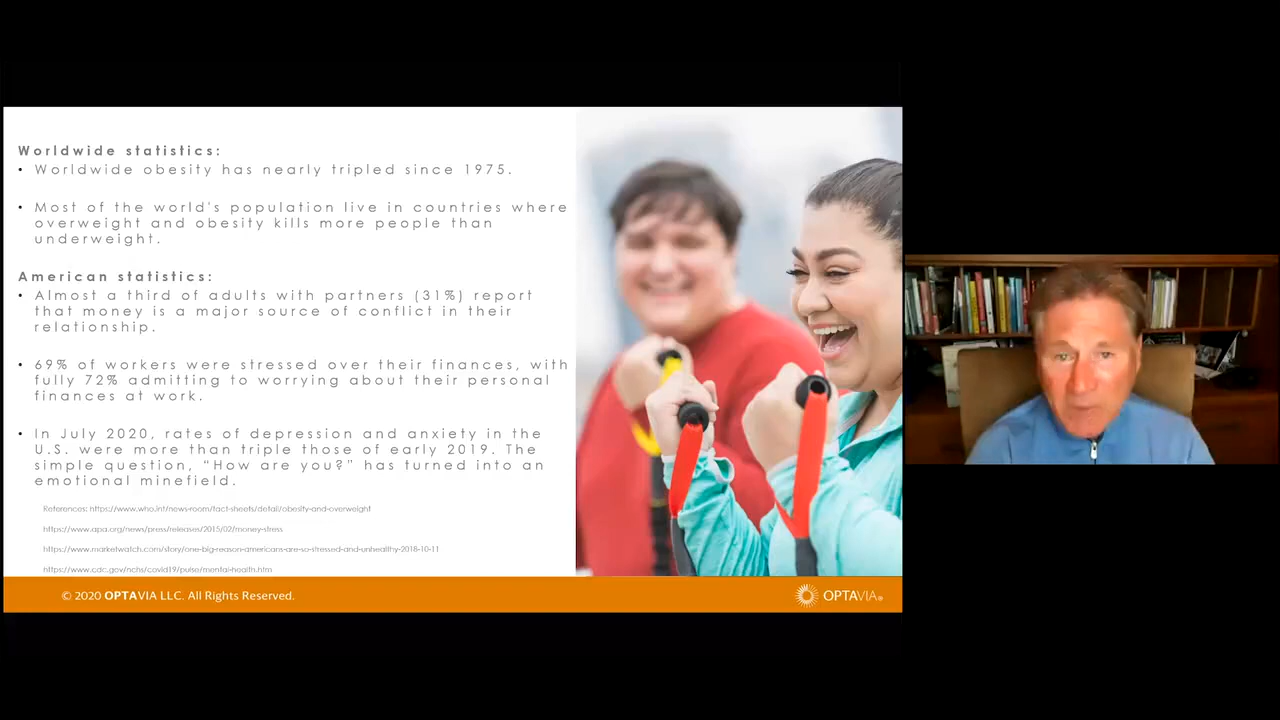 Worldwide statistics:
• Worldwide obesity has nearly tripled since 1975.
• Most of the world's population live in countries where
overweight and obesity kills more people than
underweight.
American statistics:
• Almost a third of adults with partners (31%) report
that money is a major source of conflict in their
relationship.
• 69% of workers were stressed over their finances, with
fully 72% admitting to worrying about their personal
finances at work.
• In July 2020, rates of depression and anxiety in the
U.S. were more than triple those of early 2019. The
simple question, “How are you?” has turned into an
emotional minefield.
References: https://www.who.int/news-room/fact-sheets/detail/obesity-and-overweight
https://www.apa.org/news/press/releases/2015/02/money-stress
https://www.marketwatch.com/story/one-big-reason-americans-are-so-stressed-and-unhealthy-2018-10-11
https://www.cdc.gov/nchs/covid19/pulse/mental-health.htm
© 2020 OPTAVIA LLC. All Rights Reserved.
OPTAVIA®